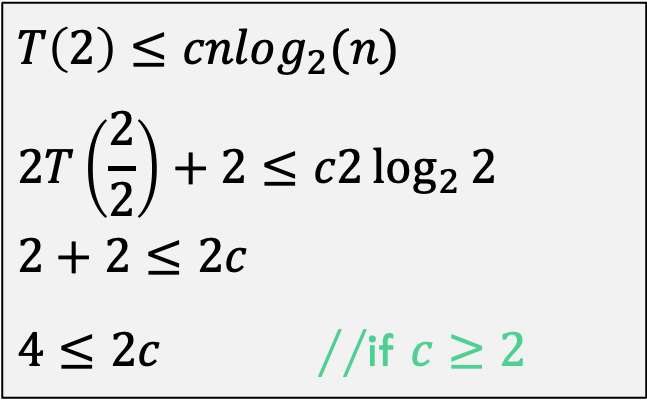 T(2) ≤ cnlog₂(n)
2T(2/2) + 2 ≤ c2 log₂ 2
2 + 2 ≤ 2c
4 ≤ 2c //if c ≥ 2